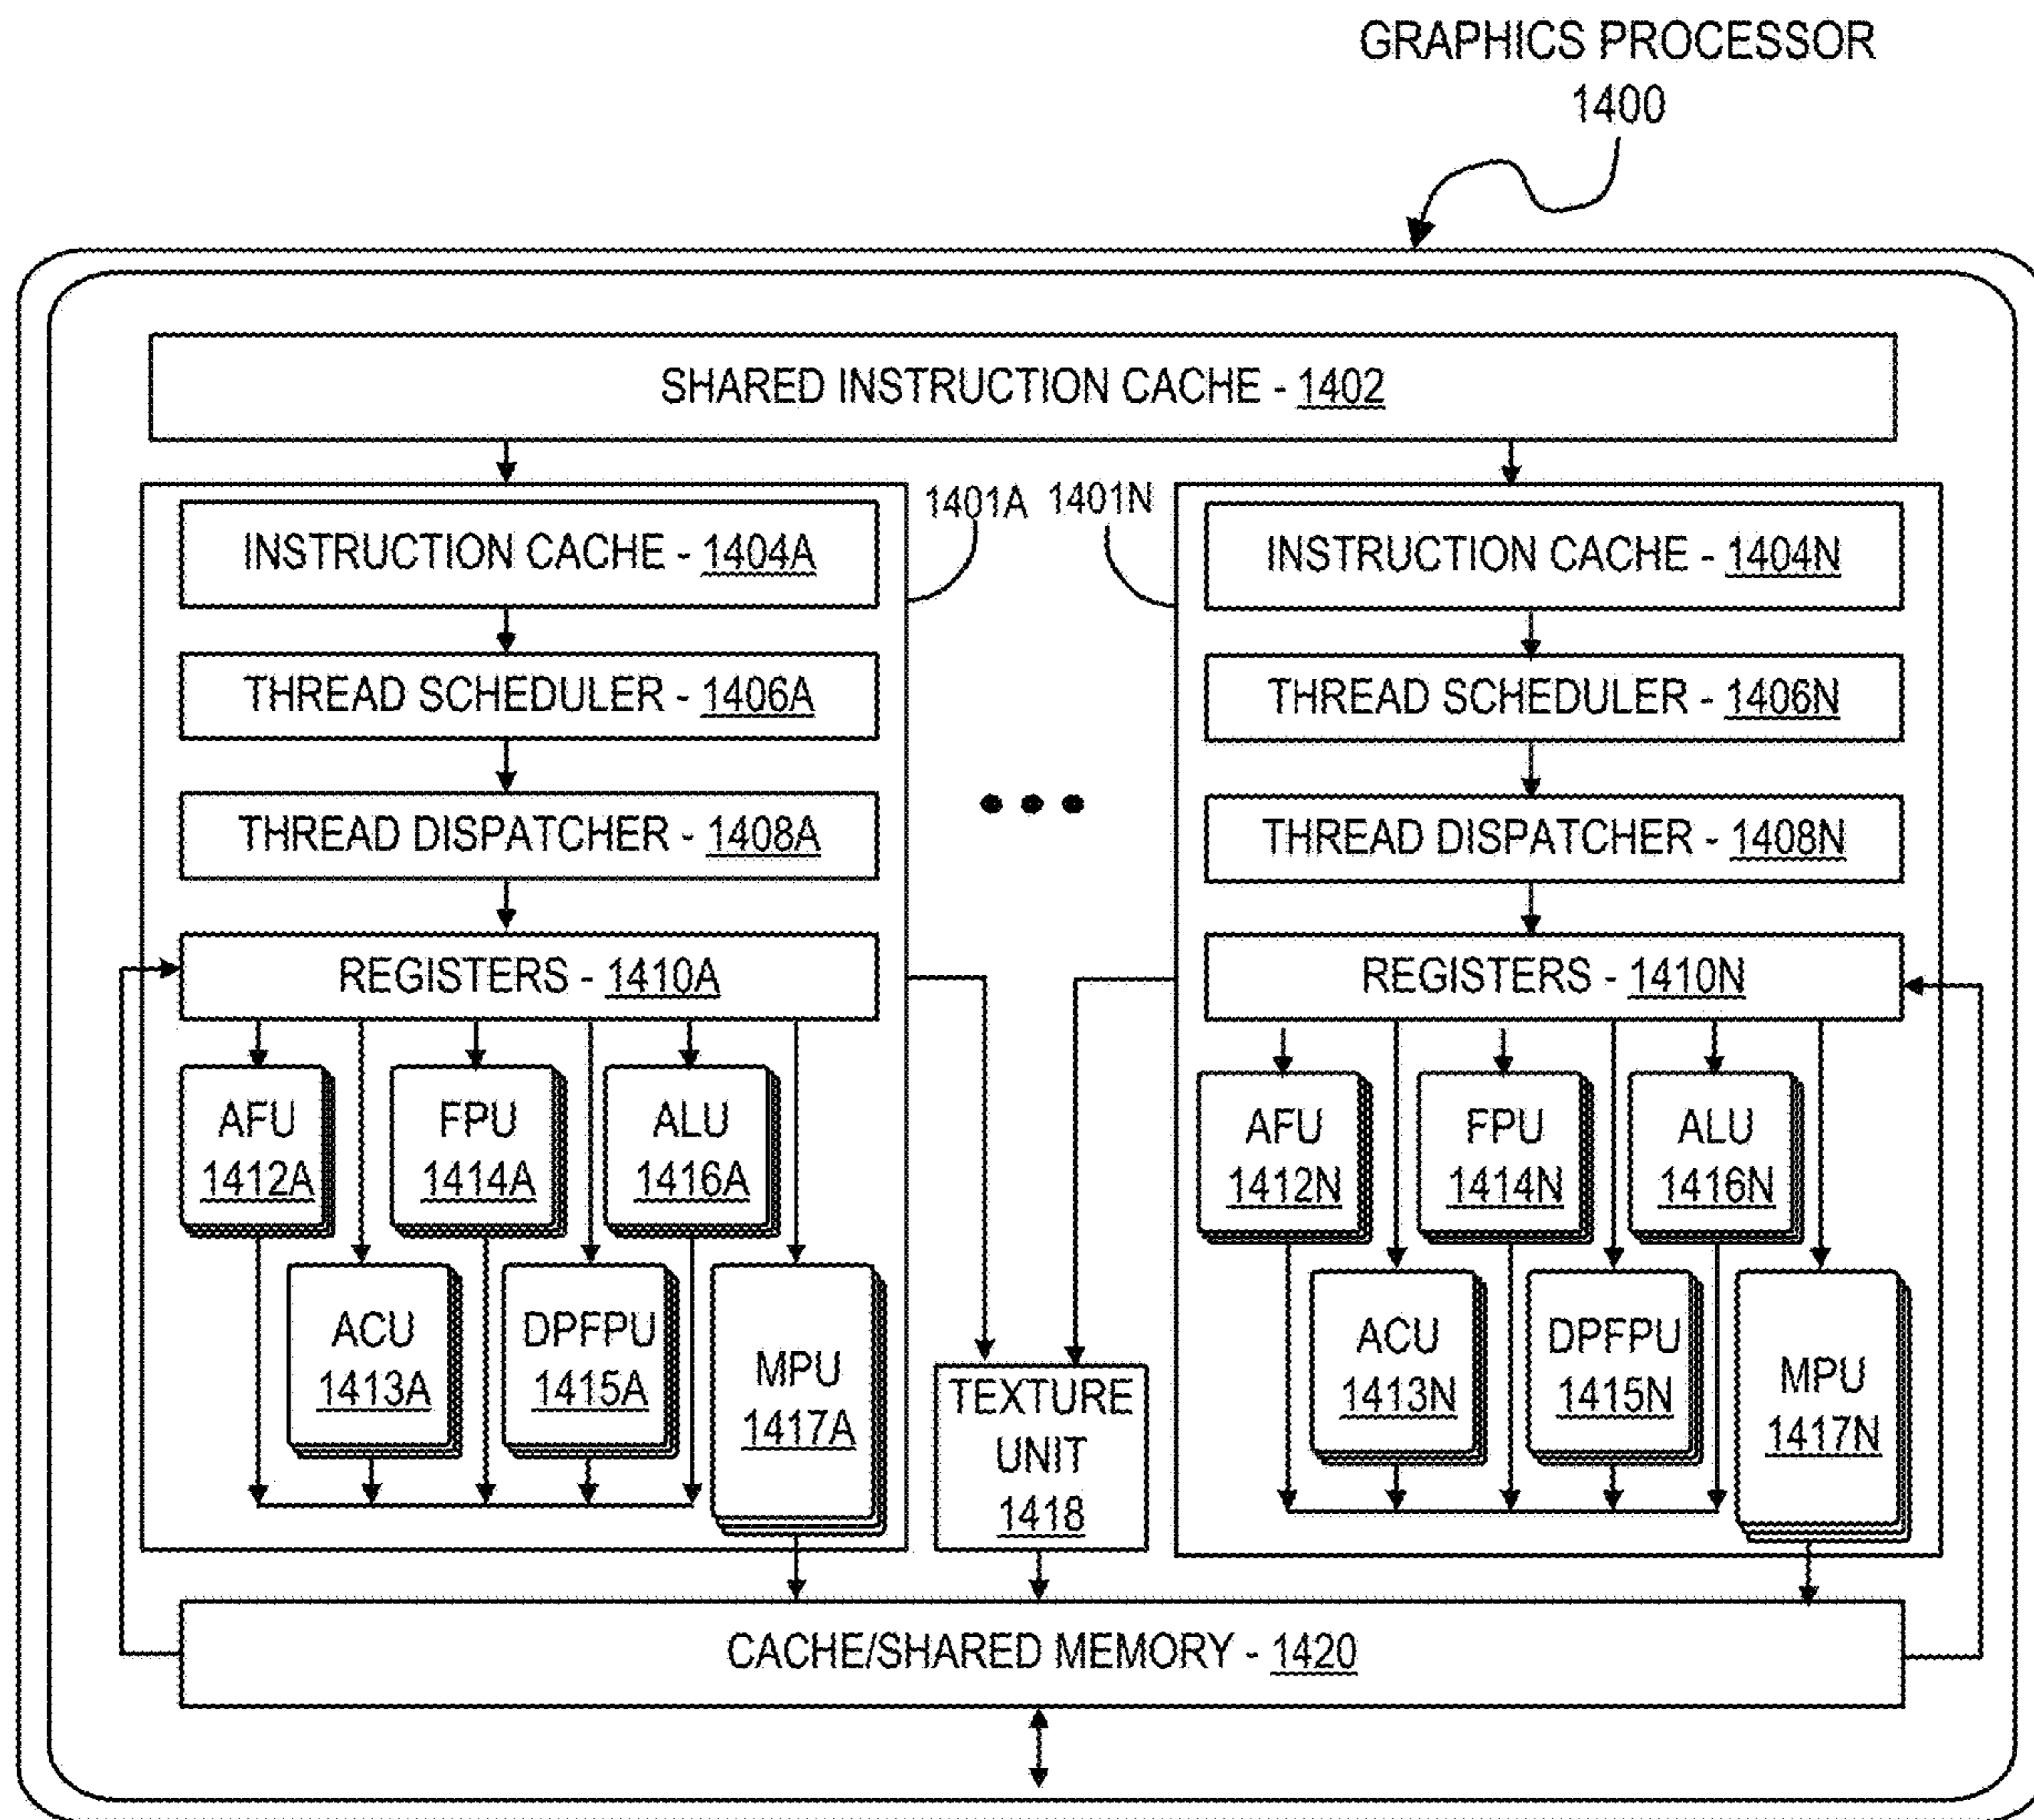 GRAPHICS PROCESSOR
1400
SHARED INSTRUCTION CACHE - 1402
1401A
1401N
INSTRUCTION CACHE - 1404A
THREAD SCHEDULER - 1406A
THREAD DISPATCHER - 1408A
REGISTERS - 1410A
AFU
1412A
FPU
1414A
ALU
1416A
ACU
1413A
DPFPU
1415A
MPU
1417A
TEXTURE
UNIT
1418
INSTRUCTION CACHE - 1404N
THREAD SCHEDULER - 1406N
THREAD DISPATCHER - 1408N
REGISTERS - 1410N
AFU
1412N
FPU
1414N
ALU
1416N
ACU
1413N
DPFPU
1415N
MPU
1417N
CACHE/SHARED MEMORY - 1420